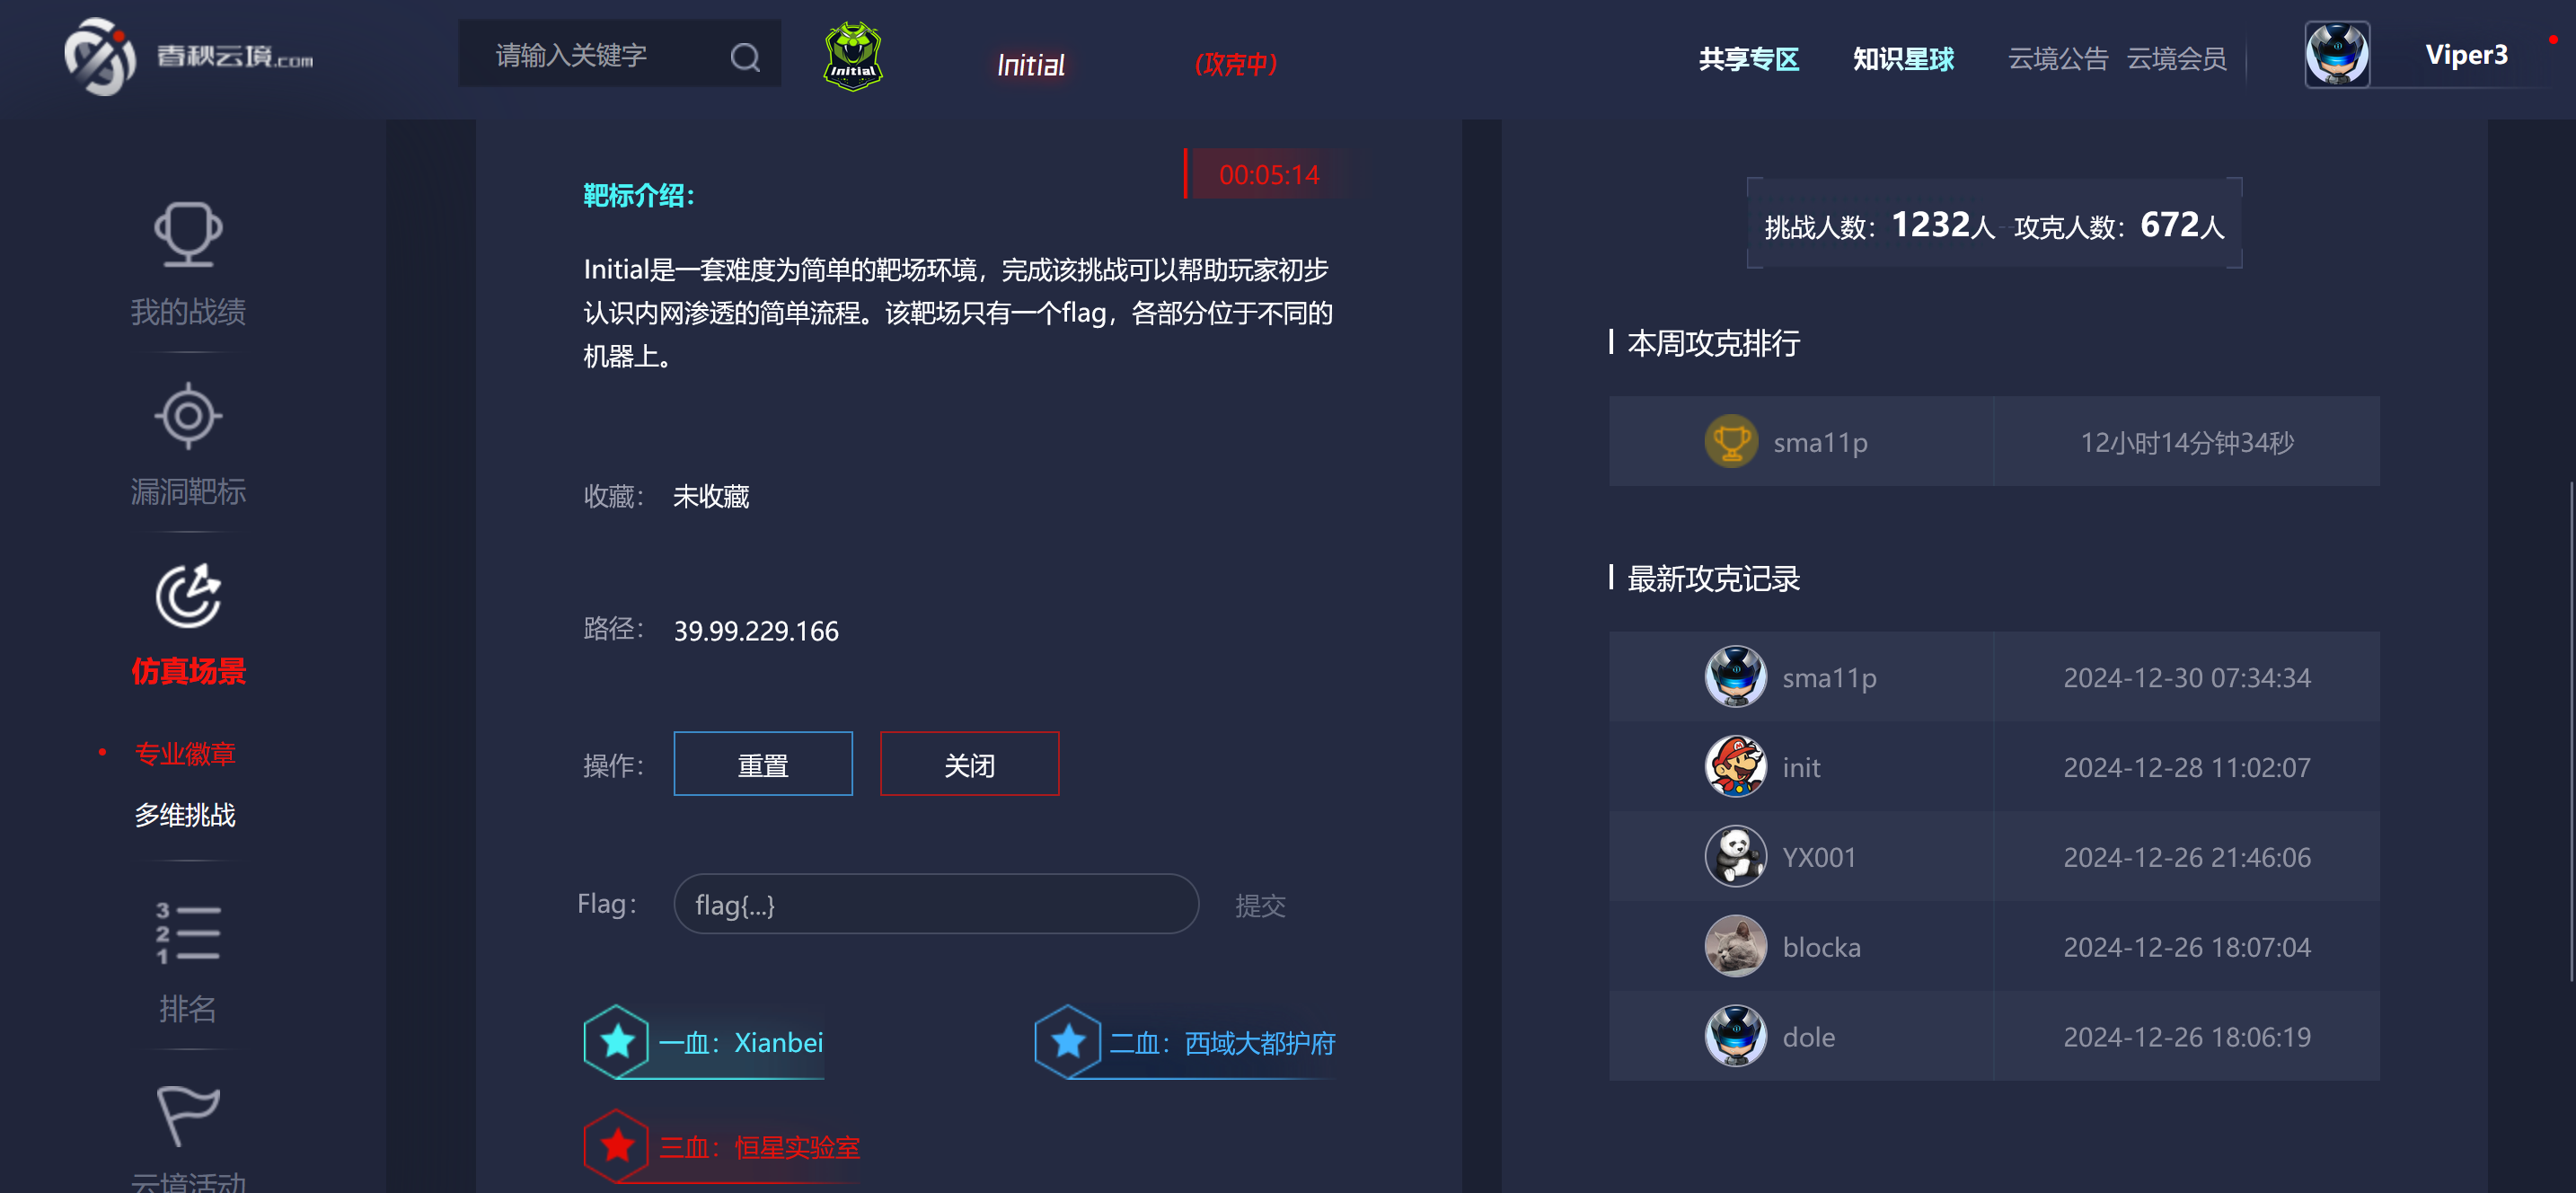 春秋云境.com
请输入关键字
Initial
Initial
(攻克中)
共享专区
知识星球
云境公告
云境会员
Viper3
我的战绩
漏洞靶标
仿真场景
专业徽章
多维挑战
3
2
1
排名
云境活动
靶标介绍：
00:05:14
Initial是一套难度为简单的靶场环境，完成该挑战可以帮助玩家初步
认识内网渗透的简单流程。该靶场只有一个flag，各部分位于不同的
机器上。
收藏： 未收藏
路径： 39.99.229.166
操作： 重置 关闭
Flag： flag{...} 提交
一血：Xianbei
二血：西域大都护府
三血：恒星实验室
挑战人数：1232人--攻克人数：672人
本周攻克排行
sma11p 12小时14分钟34秒
最新攻克记录
sma11p 2024-12-30 07:34:34
init 2024-12-28 11:02:07
YX001 2024-12-26 21:46:06
blocka 2024-12-26 18:07:04
dole 2024-12-26 18:06:19